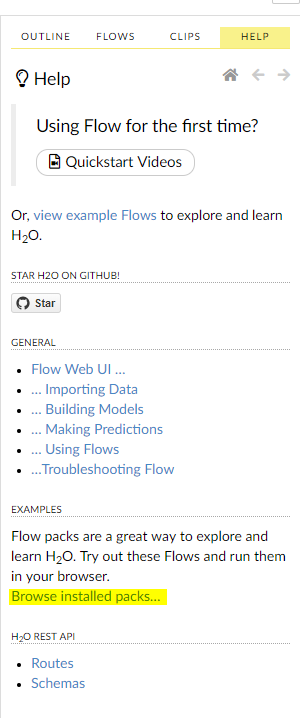 OUTLINE FLOWS CLIPS HELP
Help
Using Flow for the first time?
Quickstart Videos
Or, view example Flows to explore and learn
H₂O.
STAR H2O ON GITHUB!
Star
GENERAL
Flow Web UI ...
... Importing Data
... Building Models
... Making Predictions
... Using Flows
...Troubleshooting Flow
EXAMPLES
Flow packs are a great way to explore and
learn H₂O. Try out these Flows and run them
in your browser.
Browse installed packs...
H₂O REST API
Routes
Schemas